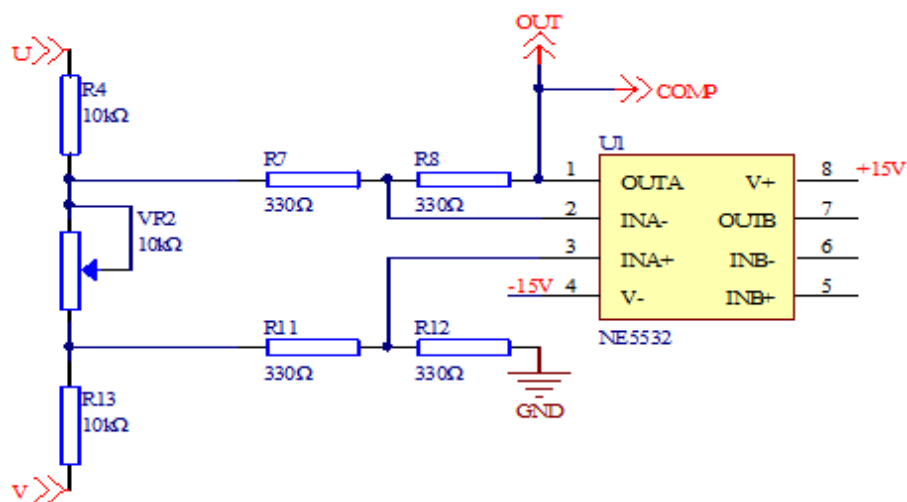 OUT
U
R4
10kΩ
COMP
U1
R7
R8
1
OUTA
V+
8
+15V
330Ω
330Ω
VR2
10kΩ
2
INA-
OUTB
7
3
INA+
INB-
6
-15V
4
V-
INB+
5
R11
R12
NE5532
330Ω
330Ω
R13
10kΩ
GND
V